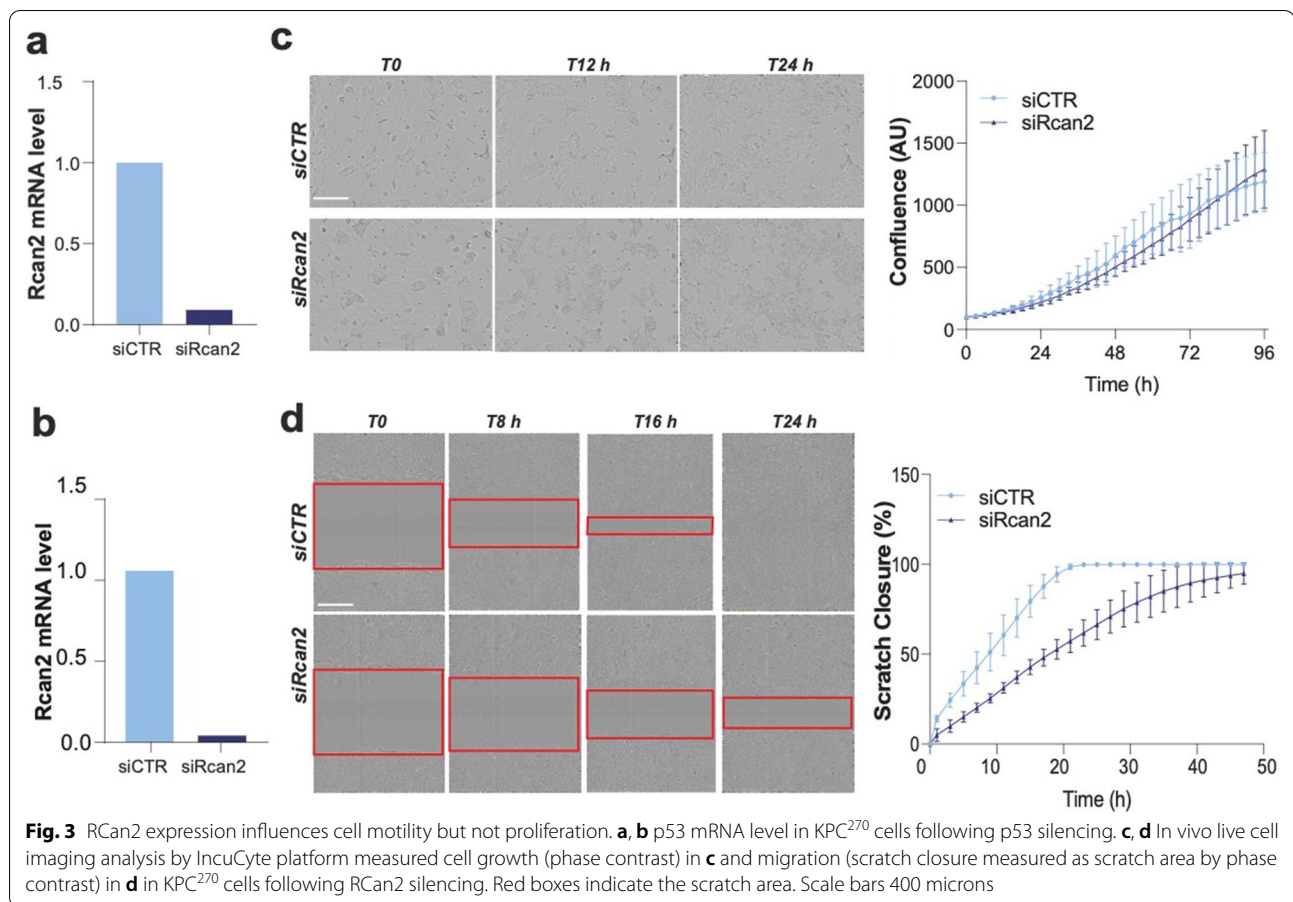 a
1.5
1.0
0.5
0.0
Rcan2 mRNA level
siCTR siRcan2
b
1.5
1.0
0.5
0.0
Rcan2 mRNA level
siCTR siRcan2
c
T0 T12 h T24 h
siCTR
siRcan2
2000
1500
1000
500
0
Confluence (AU)
siCTR
siRcan2
0 24 48 72 96
Time (h)
d
T0 T8 h T16 h T24 h
siCTR
siRcan2
150
100
50
0
Scratch Closure (%)
siCTR
siRcan2
0 10 20 30 40 50
Time (h)
Fig. 3 RCan2 expression influences cell motility but not proliferation. a, b p53 mRNA level in KPC270 cells following p53 silencing. c, d In vivo live cell
imaging analysis by IncuCyte platform measured cell growth (phase contrast) in c and migration (scratch closure measured as scratch area by phase
contrast) in d in KPC270 cells following RCan2 silencing. Red boxes indicate the scratch area. Scale bars 400 microns